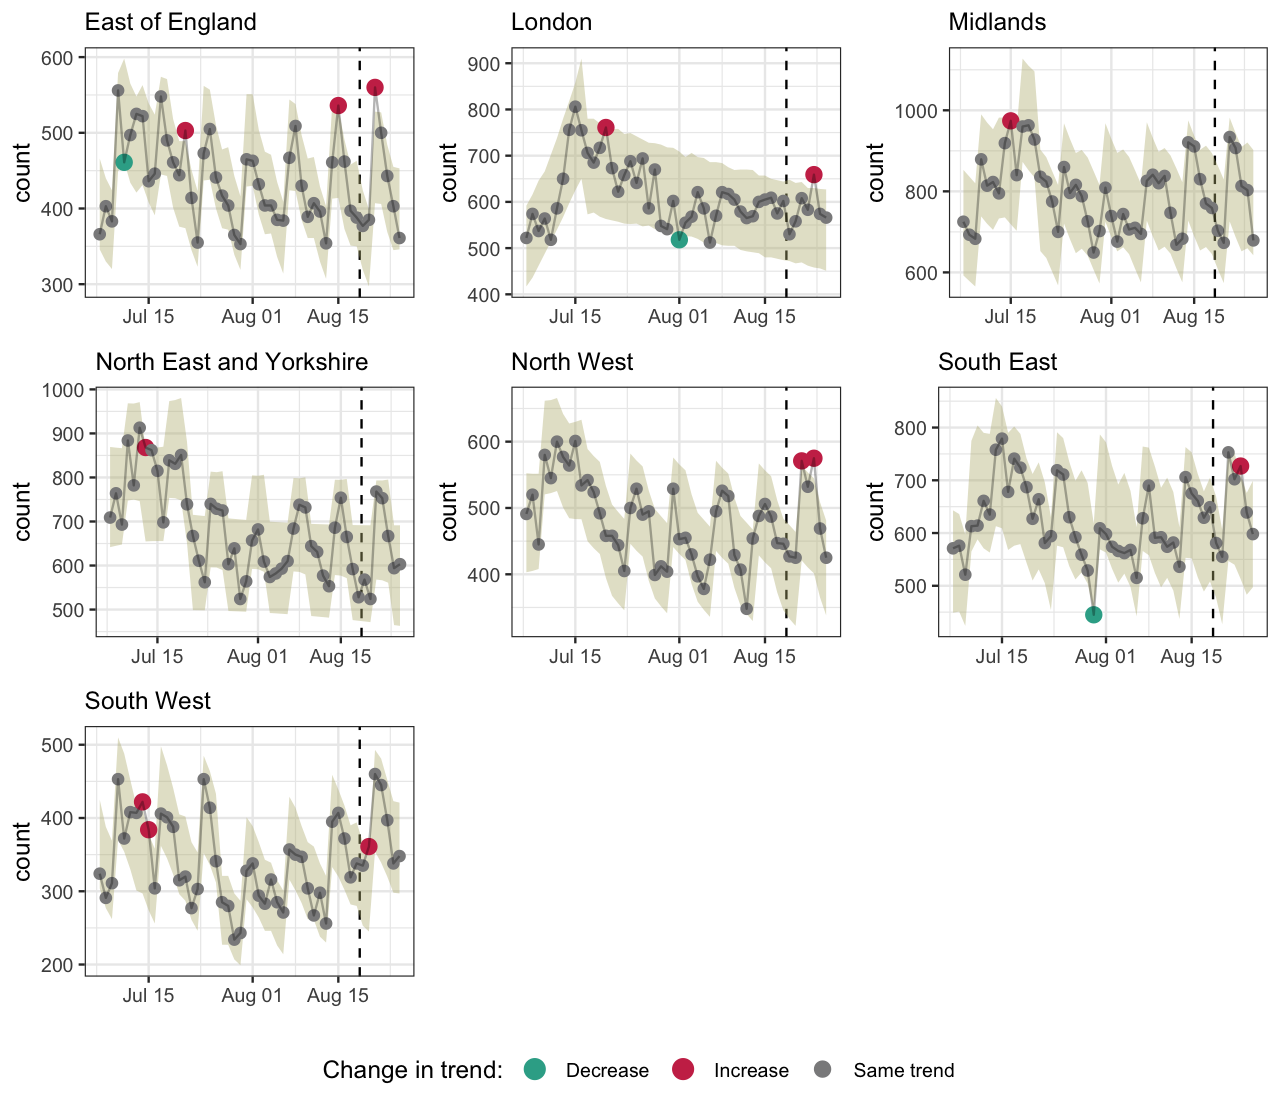 East of England
London
Midlands
600
500
400
300
count
Jul 15
Aug 01
Aug 15
900
800
700
600
500
400
count
Jul 15
Aug 01
Aug 15
1000
800
600
count
Jul 15
Aug 01
Aug 15
North East and Yorkshire
North West
South East
1000
900
800
700
600
500
count
Jul 15
Aug 01
Aug 15
600
500
400
count
Jul 15
Aug 01
Aug 15
800
700
600
500
count
Jul 15
Aug 01
Aug 15
South West
500
400
300
200
count
Jul 15
Aug 01
Aug 15
Change in trend: Decrease Increase Same trend